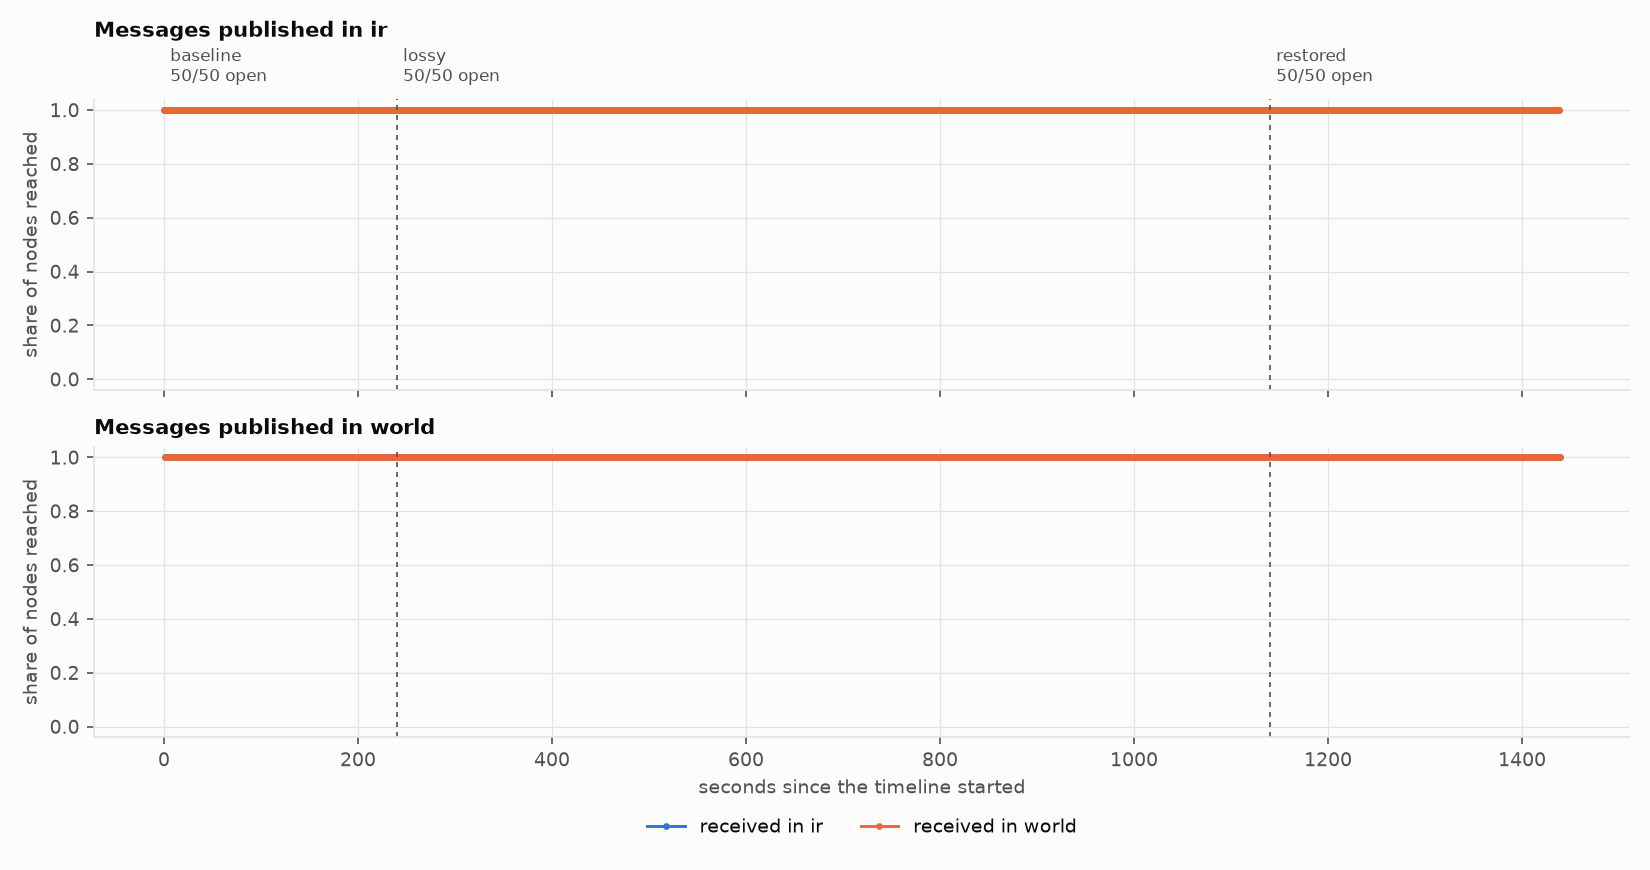 Messages published in ir
baseline
50/50 open
lossy
50/50 open
restored
50/50 open
1.0
0.8
0.6
0.4
0.2
0.0
share of nodes reached
Messages published in world
1.0
0.8
0.6
0.4
0.2
0.0
share of nodes reached
0 200 400 600 800 1000 1200 1400
seconds since the timeline started
received in ir received in world